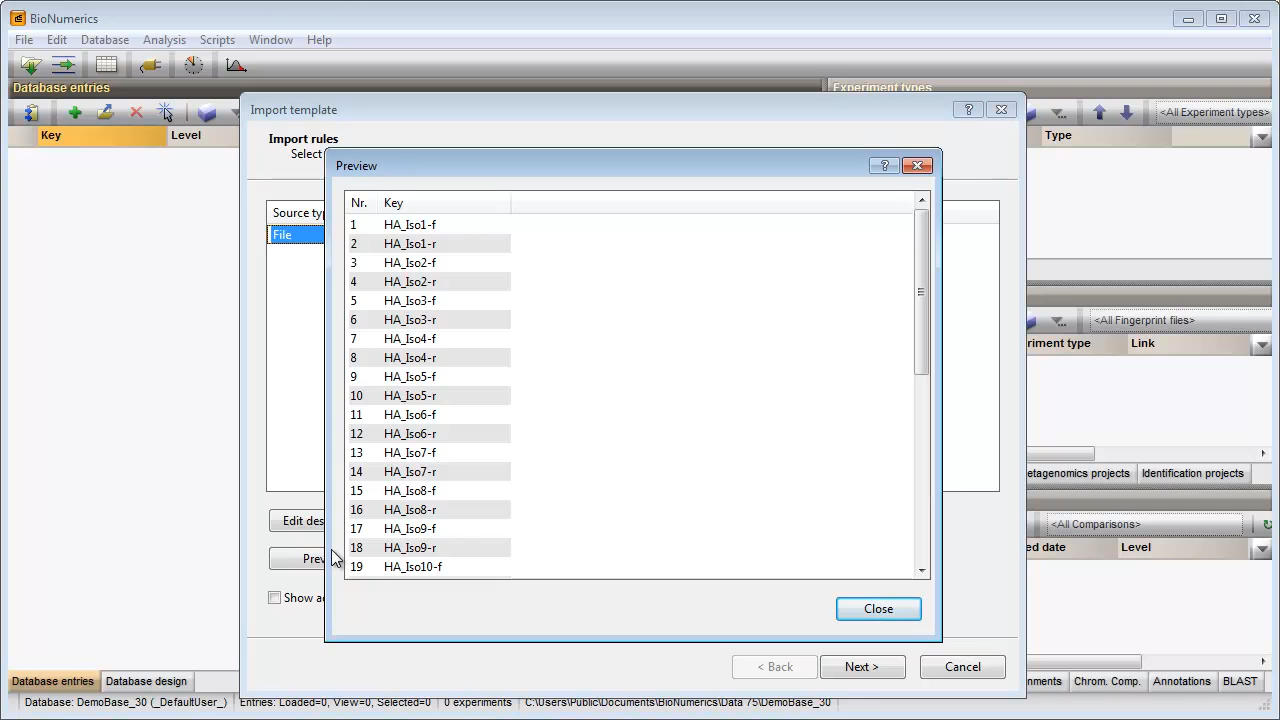 BioNumerics
File Edit Database Analysis Scripts Window Help
Database entries
Experiment types
<All Experiment types>
Key Level
Type
Import template
Import rules
Select
Source typ
File
Preview
Nr. Key
1 HA_Iso1-f
2 HA_Iso1-r
3 HA_Iso2-f
4 HA_Iso2-r
5 HA_Iso3-f
6 HA_Iso3-r
7 HA_Iso4-f
8 HA_Iso4-r
9 HA_Iso5-f
10 HA_Iso5-r
11 HA_Iso6-f
12 HA_Iso6-r
13 HA_Iso7-f
14 HA_Iso7-r
15 HA_Iso8-f
16 HA_Iso8-r
17 HA_Iso9-f
18 HA_Iso9-r
19 HA_Iso10-f
Close
Edit des
Prev
Show ad
< Back Next > Cancel
<All Fingerprint files>
riment type Link
etagenomics projects Identification projects
<All Comparisons>
ed date Level
Database entries Database design
nments Chrom. Comp. Annotations BLAST
Database: DemoBase_30 (_DefaultUser_) Entries: Loaded=0, View=0, Selected=0 0 experiments C:\Users\Public\Documents\BioNumerics\Data 75\DemoBase_30